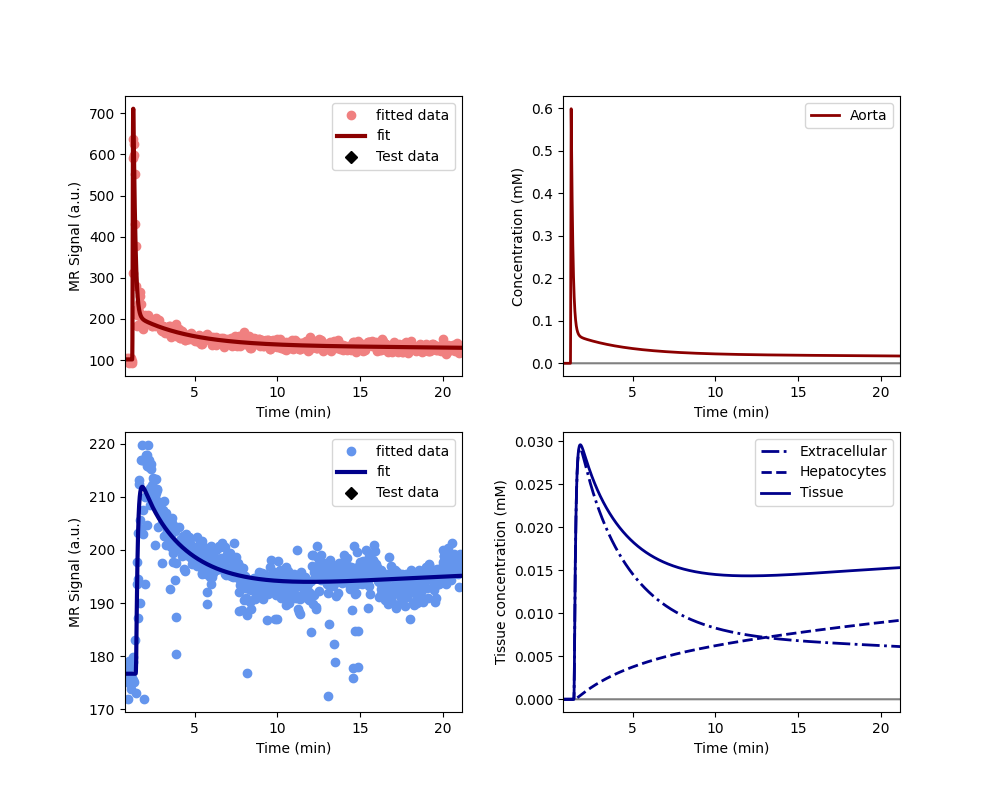 700
600
500
400
300
200
100
MR Signal (a.u.)
fitted data
fit
Test data
5
10
15
20
Time (min)
0.6
0.5
0.4
0.3
0.2
0.1
0.0
Concentration (mM)
Aorta
5
10
15
20
Time (min)
220
210
200
190
180
170
MR Signal (a.u.)
fitted data
fit
Test data
5
10
15
20
Time (min)
0.030
0.025
0.020
0.015
0.010
0.005
0.000
Tissue concentration (mM)
Extracellular
Hepatocytes
Tissue
5
10
15
20
Time (min)